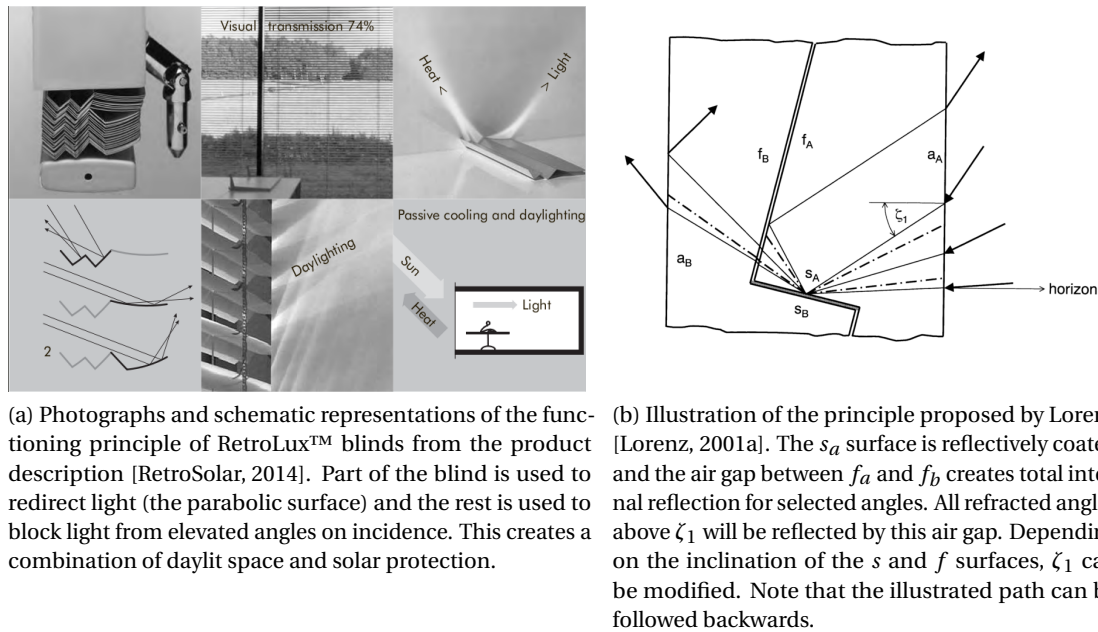 Visual transmission 74%
Heat <
> Light
Daylighting
Passive cooling and daylighting
Sun
Heat
Light
2
f_B
f_A
a_A
ζ_1
a_B
s_A
s_B
horizon
(a) Photographs and schematic representations of the func-
tioning principle of RetroLux™ blinds from the product
description [RetroSolar, 2014]. Part of the blind is used to
redirect light (the parabolic surface) and the rest is used to
block light from elevated angles on incidence. This creates a
combination of daylit space and solar protection.
(b) Illustration of the principle proposed by Loren
[Lorenz, 2001a]. The s_a surface is reflectively coate
and the air gap between f_a and f_b creates total inte
nal reflection for selected angles. All refracted angl
above ζ_1 will be reflected by this air gap. Dependin
on the inclination of the s and f surfaces, ζ_1 ca
be modified. Note that the illustrated path can b
followed backwards.